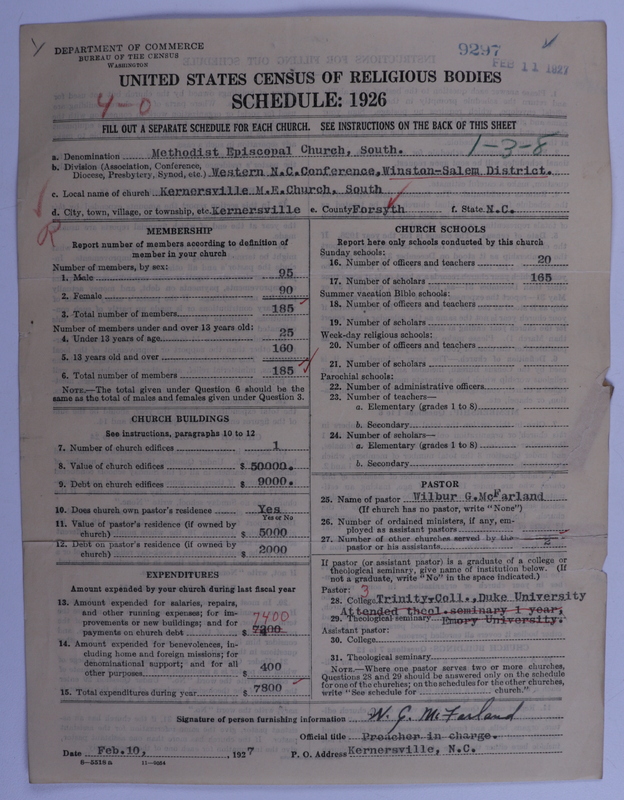 DEPARTMENT OF COMMERCE
BUREAU OF THE CENSUS
WASHINGTON
9297
FEB 11 1927
UNITED STATES CENSUS OF RELIGIOUS BODIES
4-0
SCHEDULE: 1926
FILL OUT A SEPARATE SCHEDULE FOR EACH CHURCH. SEE INSTRUCTIONS ON THE BACK OF THIS SHEET
1-3-8
a. Denomination Methodist Episcopal Church, South.
b. Division (Association, Conference, Diocese, Presbytery, Synod, etc.) Western N.C.Conference,Winston-Salem District.
c. Local name of church Kernersville M.E.Church, South
d. City, town, village, or township, etc. Kernersville e. County Forsyth f. State N.C.
R
MEMBERSHIP
Report number of members according to definition of
member in your church
Number of members, by sex:
1. Male 95
2. Female 90
3. Total number of members 185
Number of members under and over 13 years old:
4. Under 13 years of age 25
5. 13 years old and over 160
6. Total number of members 185
NOTE.—The total given under Question 6 should be the
same as the total of males and females given under Question 3.
CHURCH BUILDINGS
See instructions, paragraphs 10 to 12
7. Number of church edifices 1
8. Value of church edifices $ 50000.
9. Debt on church edifices $ 9000.
10. Does church own pastor's residence Yes
Yes or No
11. Value of pastor's residence (if owned by
church) $ 5000
12. Debt on pastor's residence (if owned by
church) 2000
EXPENDITURES
Amount expended by your church during last fiscal year
13. Amount expended for salaries, repairs,
and other running expenses; for im-
provements or new buildings; and for 7400
payments on church debt $ 7200
14. Amount expended for benevolences, in-
cluding home and foreign missions; for
denominational support; and for all
other purposes $ 400
15. Total expenditures during year $ 7800
CHURCH SCHOOLS
Report here only schools conducted by this church
Sunday schools:
16. Number of officers and teachers 20
17. Number of scholars 165
Summer vacation Bible schools:
18. Number of officers and teachers
19. Number of scholars
Week-day religious schools:
20. Number of officers and teachers
21. Number of scholars
Parochial schools:
22. Number of administrative officers
23. Number of teachers—
a. Elementary (grades 1 to 8)
b. Secondary
24. Number of scholars—
a. Elementary (grades 1 to 8)
b. Secondary
PASTOR
25. Name of pastor Wilbur G.McFarland
(If church has no pastor, write "None")
26. Number of ordained ministers, if any, em-
ployed as assistant pastors
27. Number of other churches served by the
pastor or his assistants 2
If pastor (or assistant pastor) is a graduate of a college or
theological seminary, give name of institution below. (If
not a graduate, write "No" in the space indicated.)
Pastor: 3
28. College Trinity Coll., Duke University
Attended theol. seminary 1 year,
29. Theological seminary Emory University.
Assistant pastor:
30. College
31. Theological seminary
NOTE.—Where one pastor serves two or more churches,
Questions 28 and 29 should be answered only on the schedule
for one of the churches; on the schedules for the other churches,
write "See schedule for church."
Signature of person furnishing information W. G. McFarland
Official title Preacher in charge.
Date Feb.10, , 1927 P. O. Address Kernersville, N.C.
8—5518a 11—9554